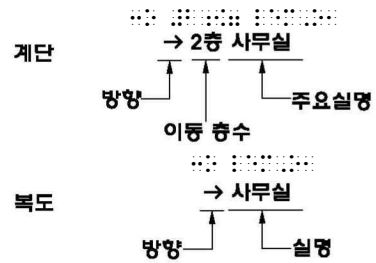 계단
→ 2층 사무실
방향
주요실명
이동 층수
복도
→ 사무실
방향
실명